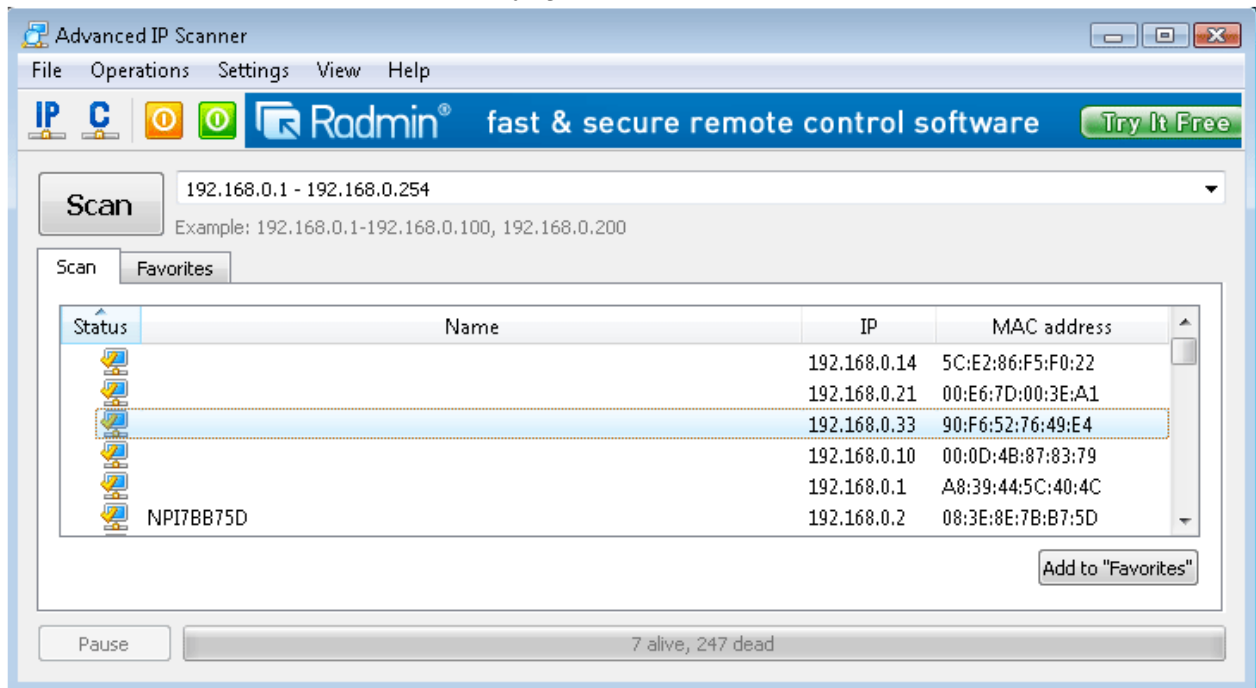 Advanced IP Scanner
File Operations Settings View Help
IP C Radmin® fast & secure remote control software Try It Free
Scan 192.168.0.1 - 192.168.0.254
Example: 192.168.0.1-192.168.0.100, 192.168.0.200
Scan Favorites
Status Name IP MAC address
192.168.0.14 5C:E2:86:F5:F0:22
192.168.0.21 00:E6:7D:00:3E:A1
192.168.0.33 90:F6:52:76:49:E4
192.168.0.10 00:0D:4B:87:83:79
192.168.0.1 A8:39:44:5C:40:4C
NPI7BB75D 192.168.0.2 08:3E:8E:7B:B7:5D
Add to "Favorites"
Pause 7 alive, 247 dead